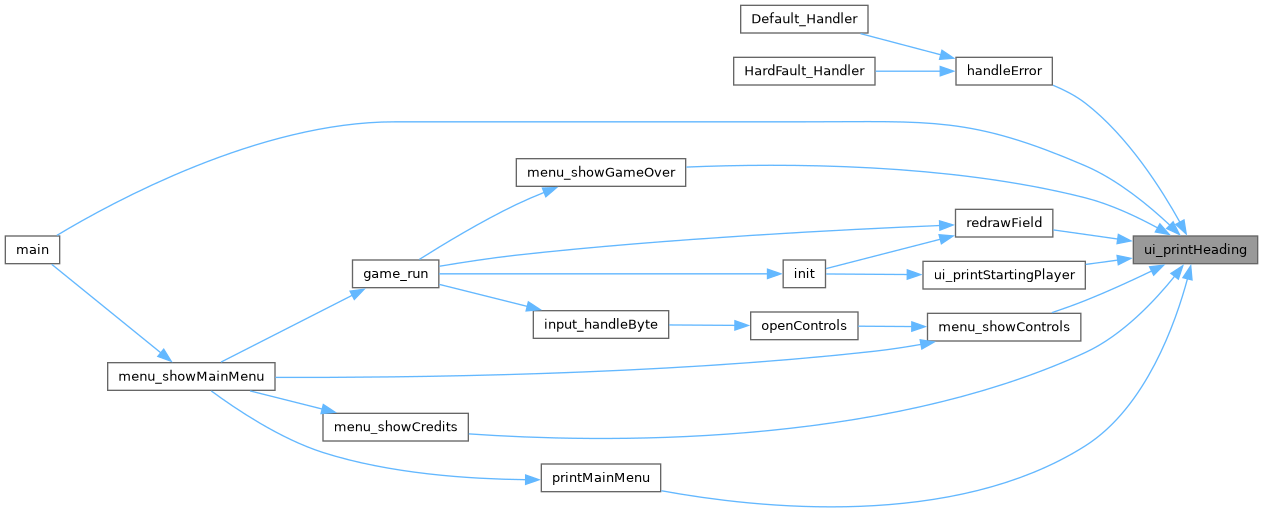 Default_Handler
HardFault_Handler
handleError
menu_showGameOver
redrawField
main
ui_printHeading
game_run
init
ui_printStartingPlayer
input_handleByte
openControls
menu_showControls
menu_showMainMenu
menu_showCredits
printMainMenu